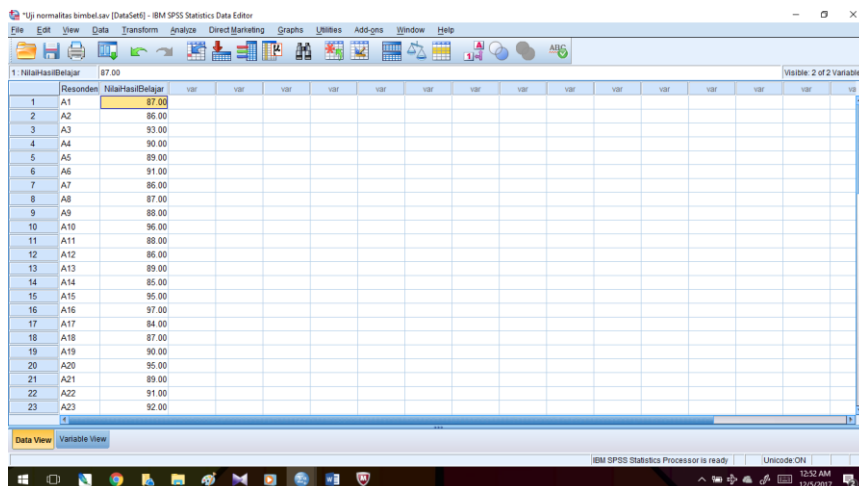 *Uji normalitas bimbel.sav [DataSet6] - IBM SPSS Statistics Data Editor
File Edit View Data Transform Analyze Direct Marketing Graphs Utilities Add-ons Window Help
1 : NilaiHasilBelajar 87.00 Visible: 2 of 2 Variable
Resonden NilaiHasilBelajar var var var var var var var var var var var var var var va
1 A1 87.00
2 A2 86.00
3 A3 93.00
4 A4 90.00
5 A5 89.00
6 A6 91.00
7 A7 86.00
8 A8 87.00
9 A9 88.00
10 A10 96.00
11 A11 88.00
12 A12 86.00
13 A13 89.00
14 A14 85.00
15 A15 95.00
16 A16 97.00
17 A17 84.00
18 A18 87.00
19 A19 90.00
20 A20 95.00
21 A21 89.00
22 A22 91.00
23 A23 92.00
Data View Variable View
IBM SPSS Statistics Processor is ready Unicode:ON
12:52 AM
12/5/2017